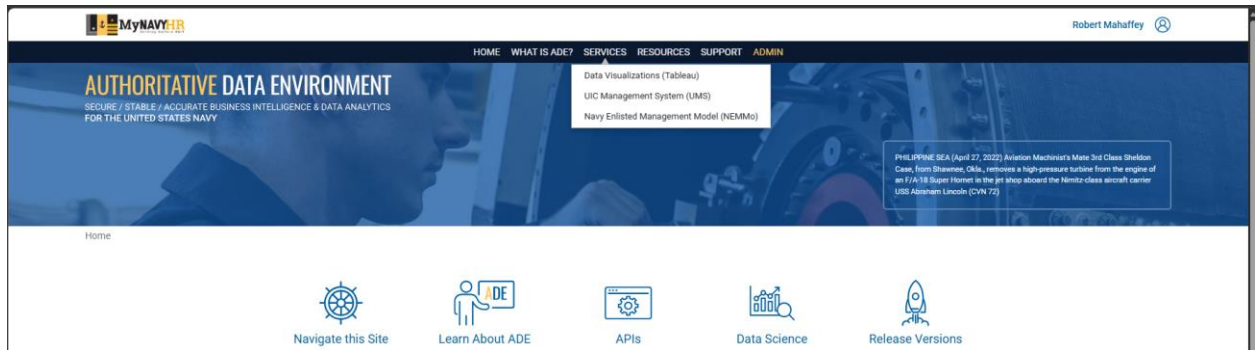 MyNAVYHR
Robert Mahaffey
HOME WHAT IS ADE? SERVICES RESOURCES SUPPORT ADMIN
Data Visualizations (Tableau)
UIC Management System (UMS)
Navy Enlisted Management Model (NEMMo)
AUTHORITATIVE DATA ENVIRONMENT
SECURE / STABLE / ACCURATE BUSINESS INTELLIGENCE & DATA ANALYTICS
FOR THE UNITED STATES NAVY
PHILIPPINE SEA (April 27, 2022) Aviation Machinist's Mate 3rd Class Sheldon
Case, from Shawnee, Okla., removes a high-pressure turbine from the engine of
an F/A-18 Super Hornet in the jet shop aboard the Nimitz-class aircraft carrier
USS Abraham Lincoln (CVN 72)
Home
ADE
Navigate this Site
Learn About ADE
APIs
Data Science
Release Versions